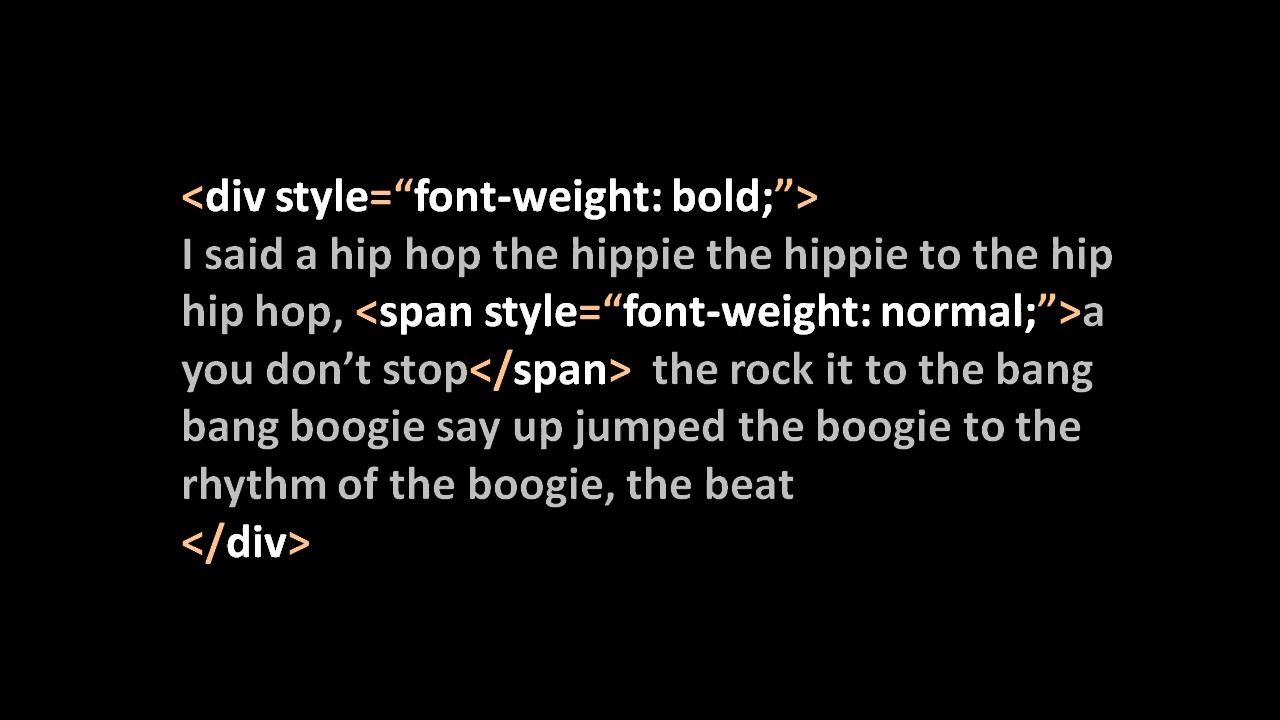 <div style=“font-weight: bold;”>
I said a hip hop the hippie the hippie to the hip
hip hop, <span style=“font-weight: normal;”>a
you don’t stop</span>  the rock it to the bang
bang boogie say up jumped the boogie to the
rhythm of the boogie, the beat
</div>